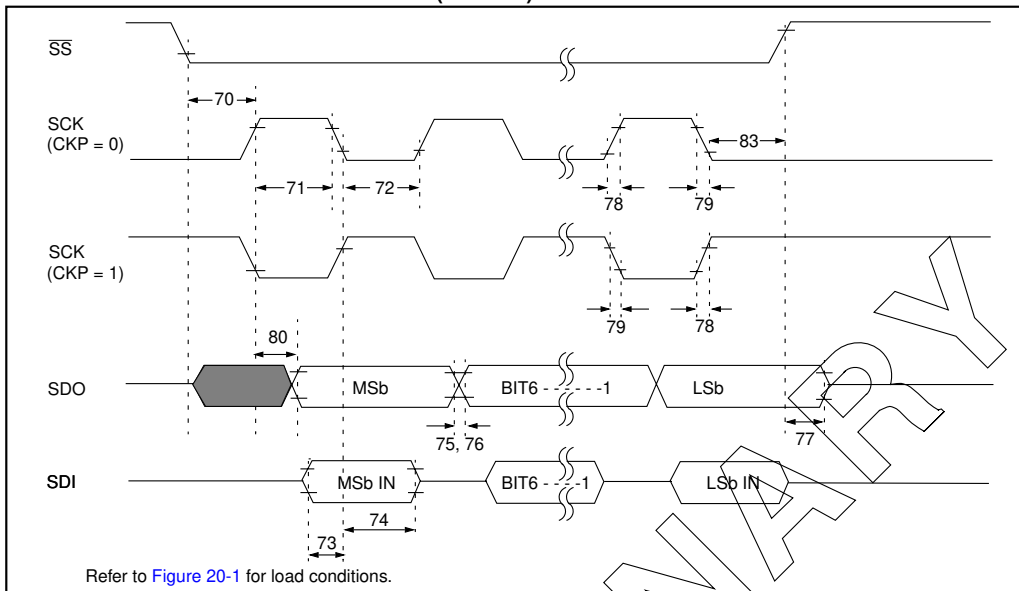 SS
70
SCK
(CKP = 0)
83
71
72
78
79
SCK
(CKP = 1)
79
78
80
SDO
MSb
BIT6 - - - - - -1
LSb
75, 76
77
SDI
MSb IN
BIT6 - - - -1
LSb IN
74
73
Refer to Figure 20-1 for load conditions.
NARY